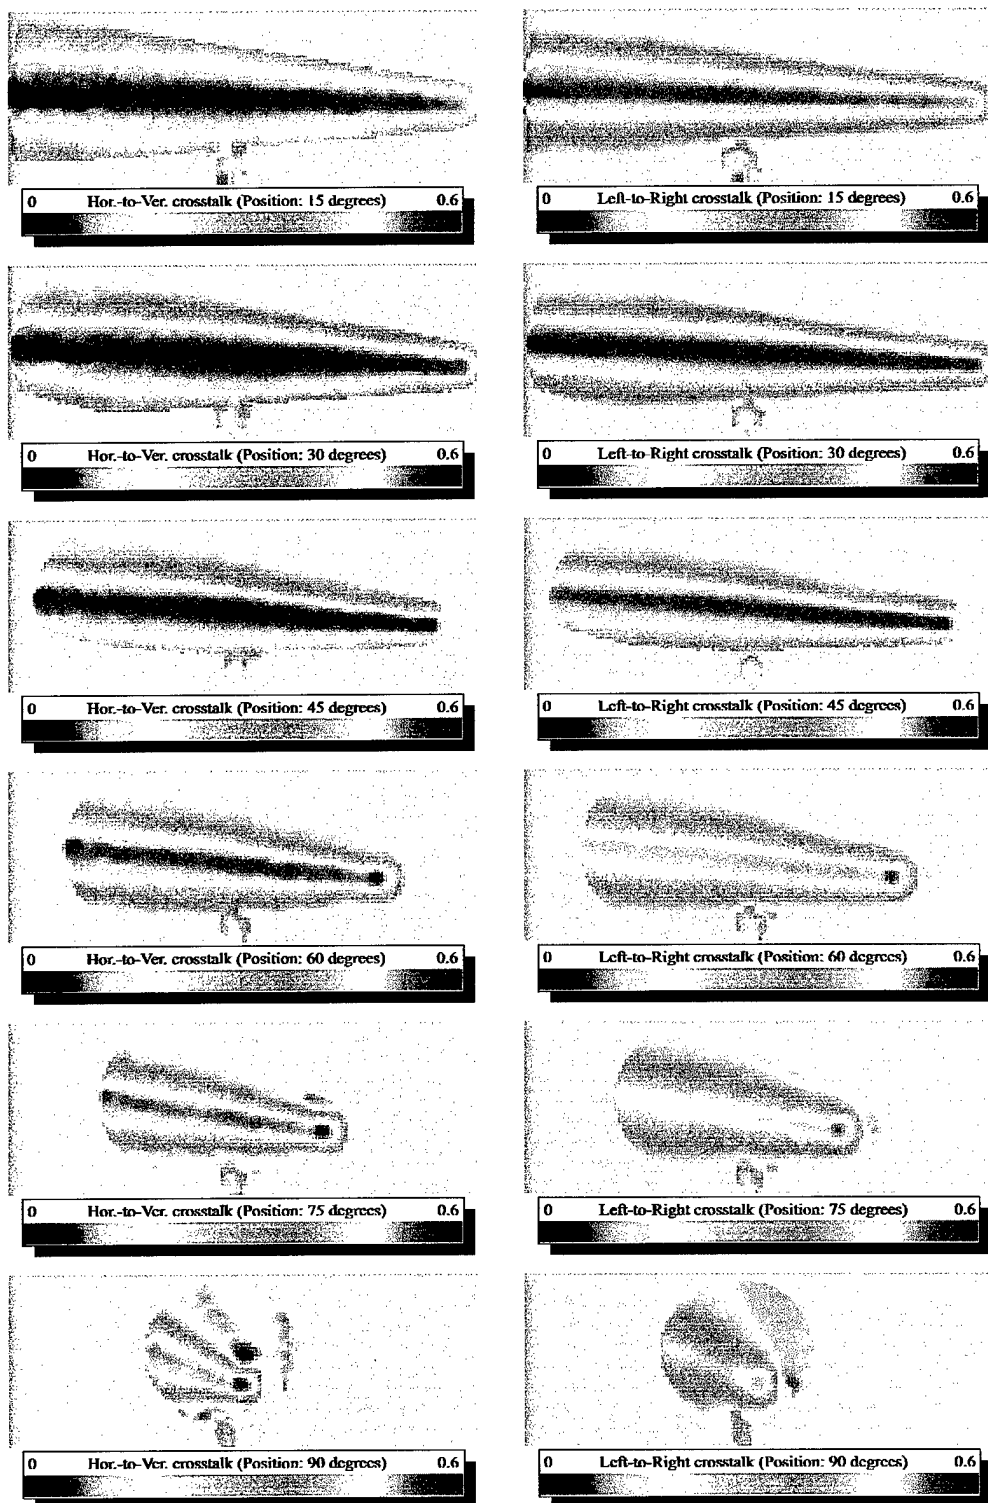 0 Hor.-to-Ver. crosstalk (Position: 15 degrees) 0.6
0 Left-to-Right crosstalk (Position: 15 degrees) 0.6
0 Hor.-to-Ver. crosstalk (Position: 30 degrees) 0.6
0 Left-to-Right crosstalk (Position: 30 degrees) 0.6
0 Hor.-to-Ver. crosstalk (Position: 45 degrees) 0.6
0 Left-to-Right crosstalk (Position: 45 degrees) 0.6
0 Hor.-to-Ver. crosstalk (Position: 60 degrees) 0.6
0 Left-to-Right crosstalk (Position: 60 degrees) 0.6
0 Hor.-to-Ver. crosstalk (Position: 75 degrees) 0.6
0 Left-to-Right crosstalk (Position: 75 degrees) 0.6
0 Hor.-to-Ver. crosstalk (Position: 90 degrees) 0.6
0 Left-to-Right crosstalk (Position: 90 degrees) 0.6